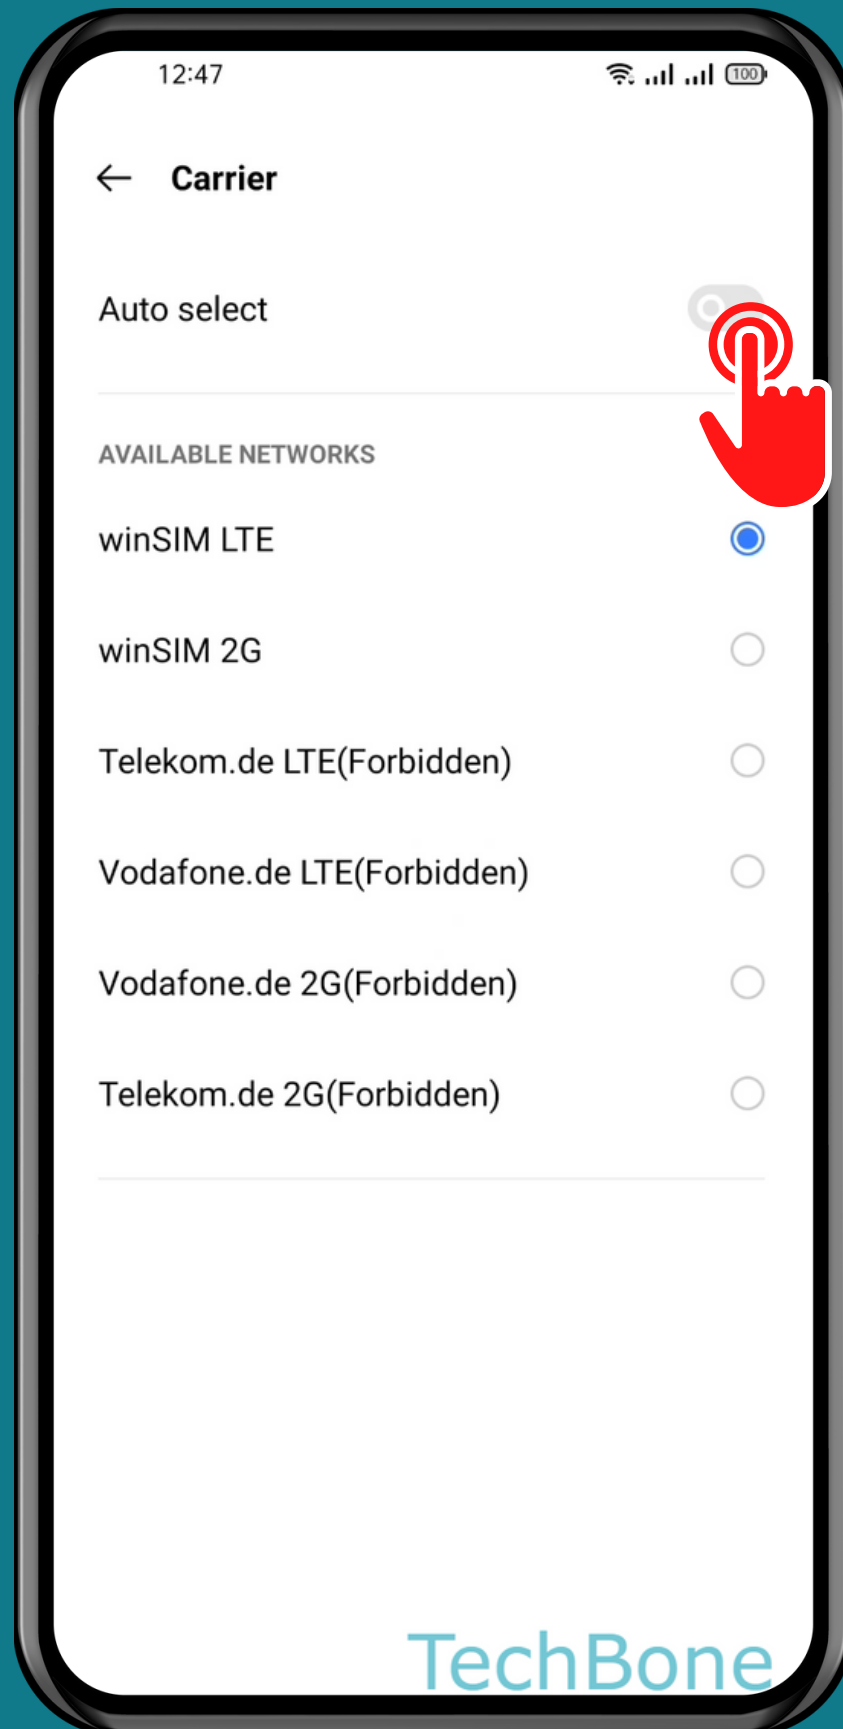 12:47
100
Carrier
Auto select
AVAILABLE NETWORKS
winSIM LTE
winSIM 2G
Telekom.de LTE(Forbidden)
Vodafone.de LTE(Forbidden)
Vodafone.de 2G(Forbidden)
Telekom.de 2G(Forbidden)
TechBone